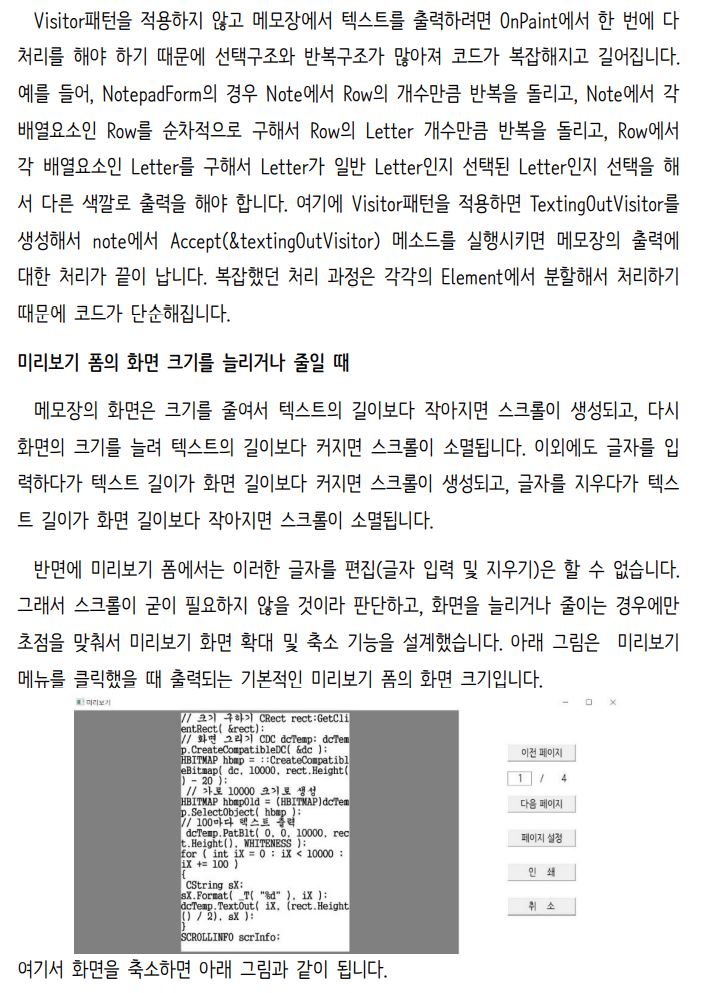 Visitor패턴을 적용하지 않고 메모장에서 텍스트를 출력하려면 OnPaint에서 한 번에 다
처리를 해야 하기 때문에 선택구조와 반복구조가 많아져 코드가 복잡해지고 길어집니다.
예를 들어, NotepadForm의 경우 Note에서 Row의 개수만큼 반복을 돌리고, Note에서 각
배열요소인 Row를 순차적으로 구해서 Row의 Letter 개수만큼 반복을 돌리고, Row에서
각 배열요소인 Letter를 구해서 Letter가 일반 Letter인지 선택된 Letter인지 선택을 해
서 다른 색깔로 출력을 해야 합니다. 여기에 Visitor패턴을 적용하면 TextingOutVisitor를
생성해서 note에서 Accept(&textingOutVisitor) 메소드를 실행시키면 메모장의 출력에
대한 처리가 끝이 납니다. 복잡했던 처리 과정은 각각의 Element에서 분할해서 처리하기
때문에 코드가 단순해집니다.
미리보기 폼의 화면 크기를 늘리거나 줄일 때
메모장의 화면은 크기를 줄여서 텍스트의 길이보다 작아지면 스크롤이 생성되고, 다시
화면의 크기를 늘려 텍스트의 길이보다 커지면 스크롤이 소멸됩니다. 이외에도 글자를 입
력하다가 텍스트 길이가 화면 길이보다 커지면 스크롤이 생성되고, 글자를 지우다가 텍스
트 길이가 화면 길이보다 작아지면 스크롤이 소멸됩니다.
반면에 미리보기 폼에서는 이러한 글자를 편집(글자 입력 및 지우기)은 할 수 없습니다.
그래서 스크롤이 굳이 필요하지 않을 것이라 판단하고, 화면을 늘리거나 줄이는 경우에만
초점을 맞춰서 미리보기 화면 확대 및 축소 기능을 설계했습니다. 아래 그림은 미리보기
메뉴를 클릭했을 때 출력되는 기본적인 미리보기 폼의 화면 크기입니다.
미리보기
// 크기 구하기 CRect rect;GetCli
entRect( &rect);
// 화면 그리기 CDC dcTemp; dcTem
p.CreateCompatibleDC( &dc );
HBITMAP hbmp = ::CreateCompatibl
eBitmap( dc, 10000, rect.Height(
) - 20 );
// 가로 10000 크기로 생성
HBITMAP hbmpOld = (HBITMAP)dcTem
p.SelectObject( hbmp );
// 100마다 텍스트 출력
dcTemp.PatBlt( 0, 0, 10000, rec
t.Height(), WHITENESS );
for ( int iX = 0 ; iX < 10000 ;
iX += 100 )
{
CString sX;
sX.Format( _T( "%d" ), iX );
dcTemp.TextOut( iX, (rect.Height
() / 2), sX );
}
SCROLLINFO scrInfo;
이전 페이지
1 / 4
다음 페이지
페이지 설정
인 쇄
취 소
여기서 화면을 축소하면 아래 그림과 같이 됩니다.